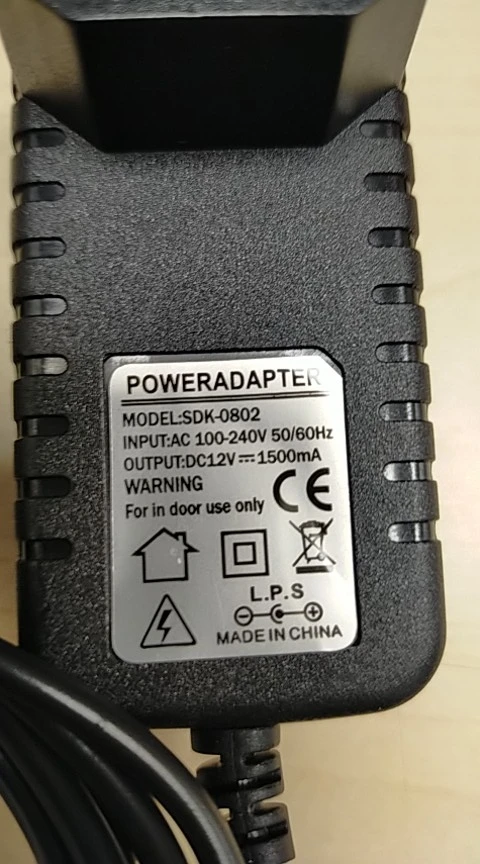 POWERADAPTER
MODEL:SDK-0802
INPUT:AC 100-240V 50/60Hz
OUTPUT:DC12V⎓1500mA
WARNING
For in door use only
CE
L.P.S
MADE IN CHINA